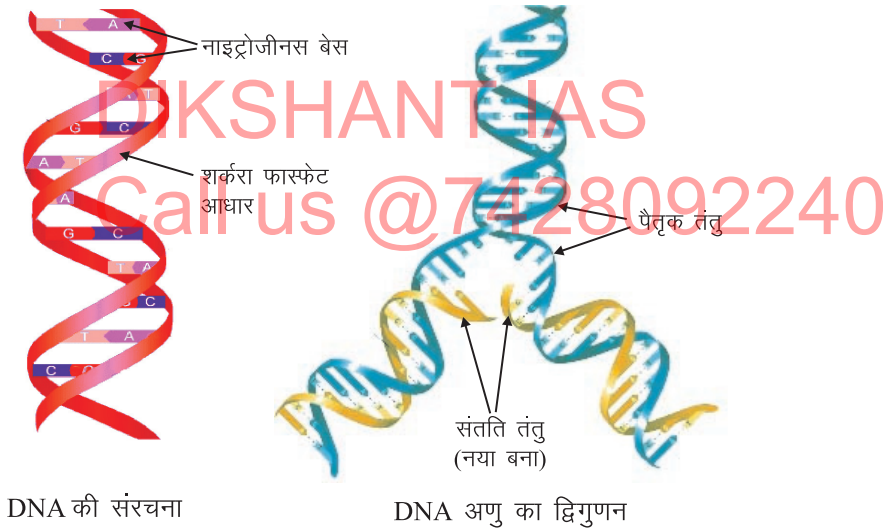 T A
नाइट्रोजीनस बेस
C G
T
DIKSHANT IAS
G C
A T
शर्करा फास्फेट
आधार
A
Call us @7428092240
पैतृक तंतु
G C
T A
G C
T A
C G
संतति तंतु
(नया बना)
DNA की संरचना
DNA अणु का द्विगुणन